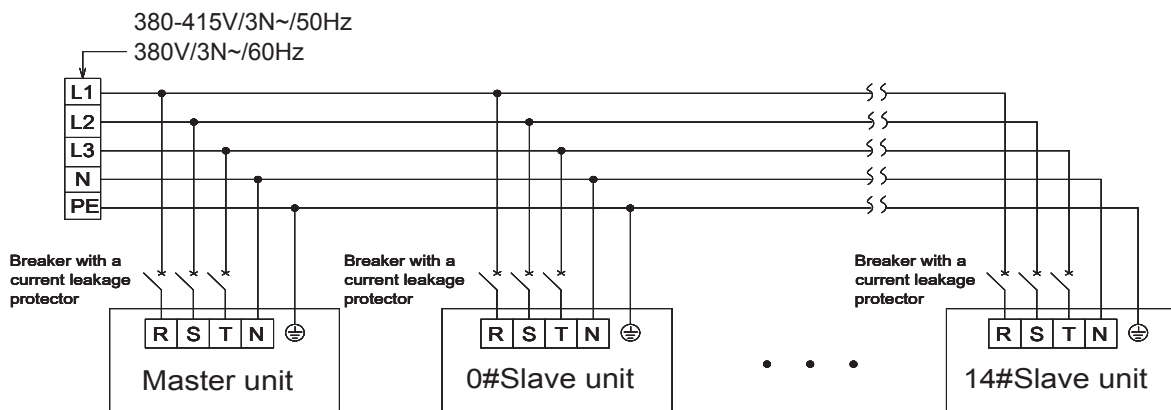 380-415V/3N~/50Hz
380V/3N~/60Hz
L1
L2
L3
N
PE
Breaker with a
current leakage
protector
Breaker with a
current leakage
protector
Breaker with a
current leakage
protector
R S T N
R S T N
R S T N
Master unit
0#Slave unit
14#Slave unit